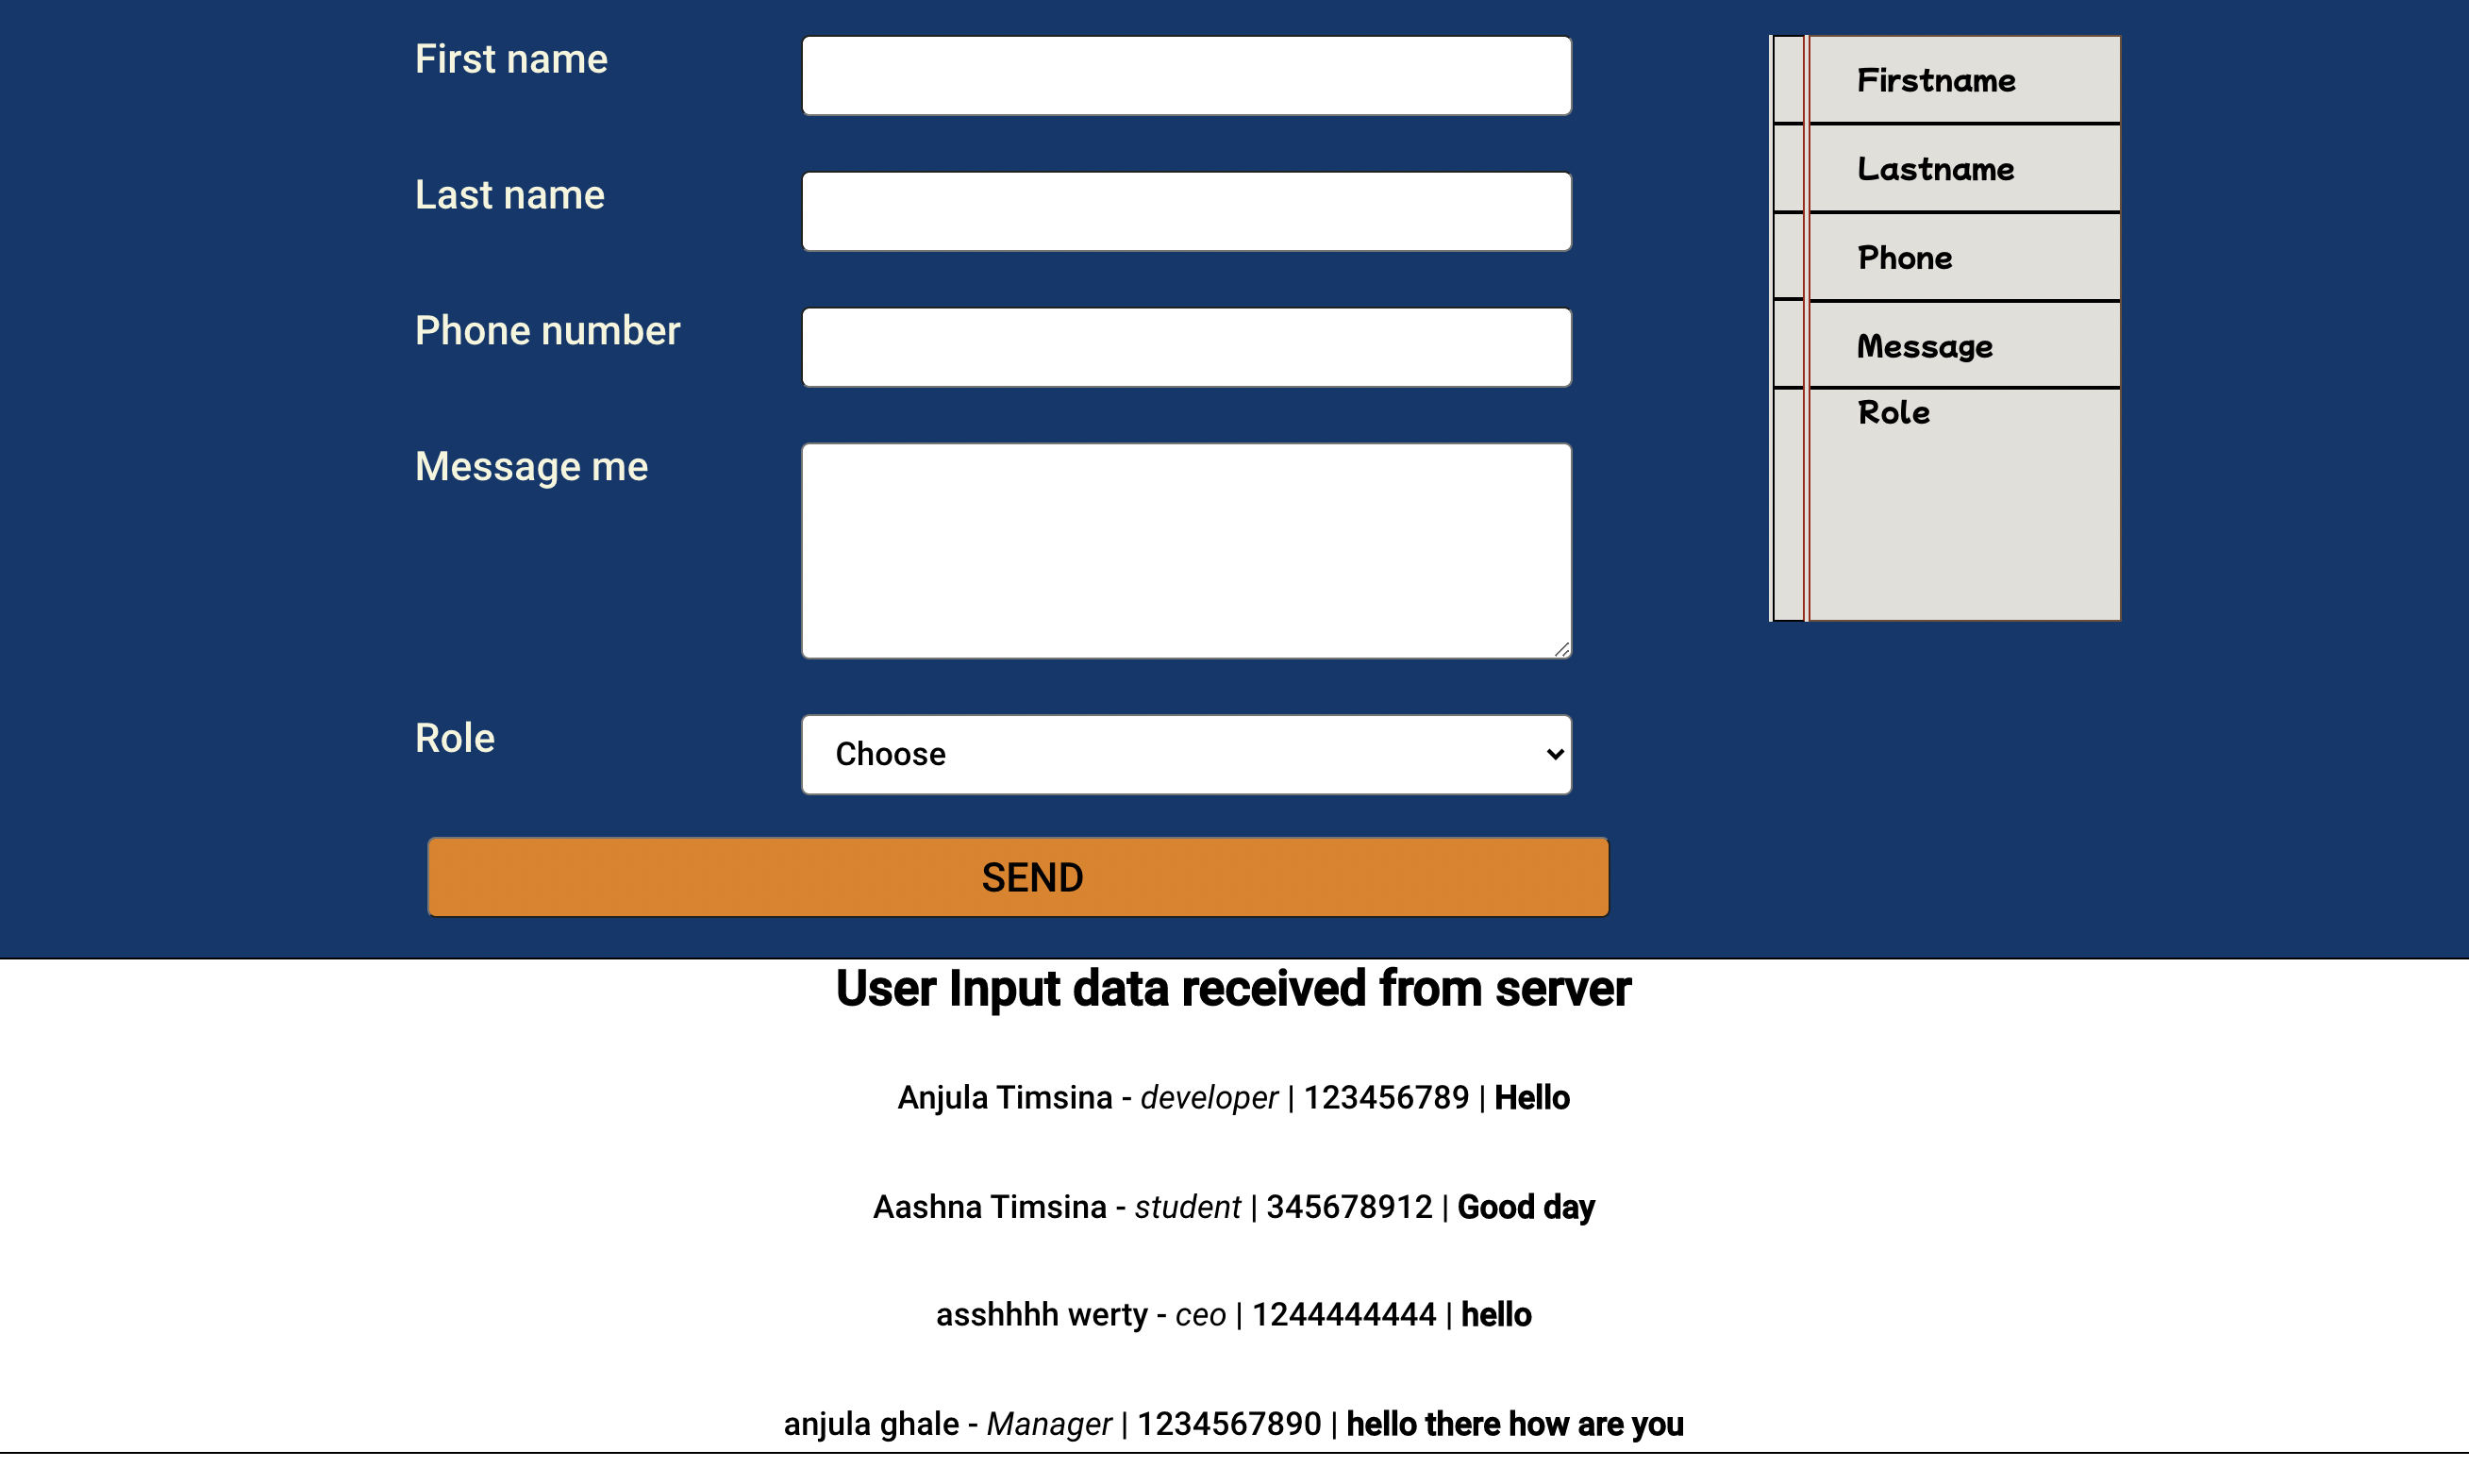 First name
Last name
Phone number
Message me
Role
Choose
SEND
Firstname
Lastname
Phone
Message
Role
User Input data received from server
Anjula Timsina - developer | 123456789 | Hello
Aashna Timsina - student | 345678912 | Good day
asshhhh werty - ceo | 1244444444 | hello
anjula ghale - Manager | 1234567890 | hello there how are you